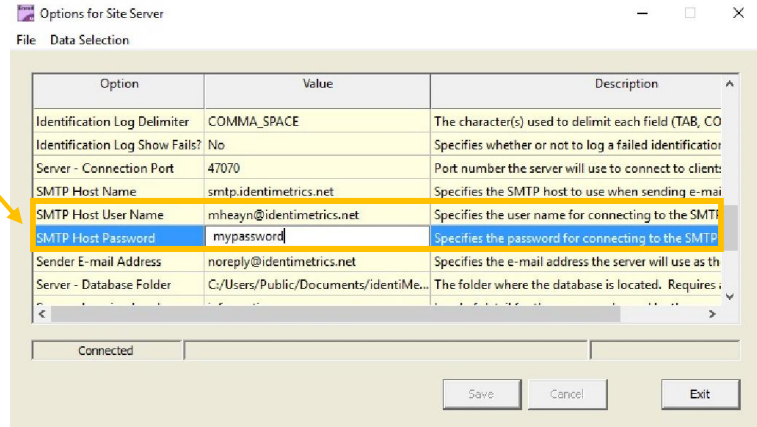 Options for Site Server
File Data Selection
Option Value Description
Identification Log Delimiter COMMA_SPACE The character(s) used to delimit each field (TAB, CO
Identification Log Show Fails? No Specifies whether or not to log a failed identification
Server - Connection Port 47070 Port number the server will use to connect to clients
SMTP Host Name smtp.identimetrics.net Specifies the SMTP host to use when sending e-mai
SMTP Host User Name mheayn@identimetrics.net Specifies the user name for connecting to the SMTP
SMTP Host Password mypassword Specifies the password for connecting to the SMTP
Sender E-mail Address noreply@identimetrics.net Specifies the e-mail address the server will use as th
Server - Database Folder C:/Users/Public/Documents/identiMe... The folder where the database is located. Requires
Connected
Save Cancel Exit